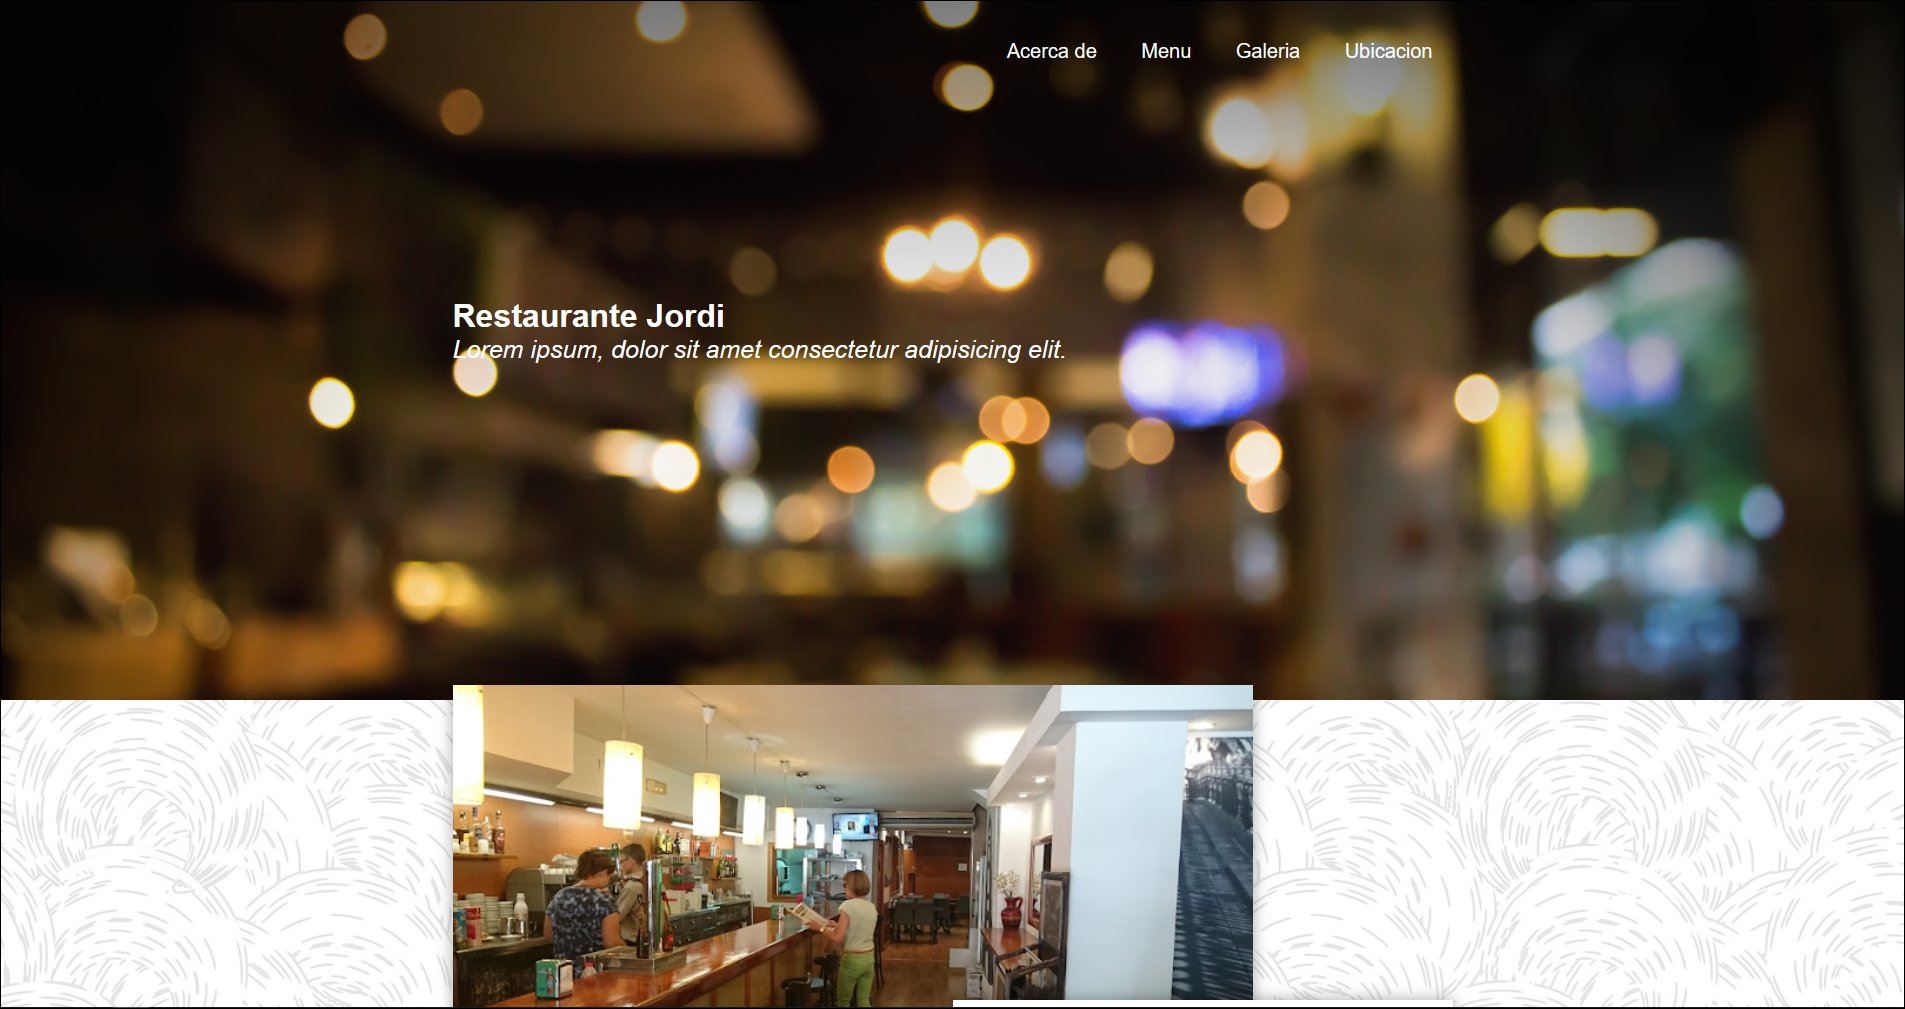 Acerca de Menu Galeria Ubicacion
Restaurante Jordi
Lorem ipsum, dolor sit amet consectetur adipisicing elit.